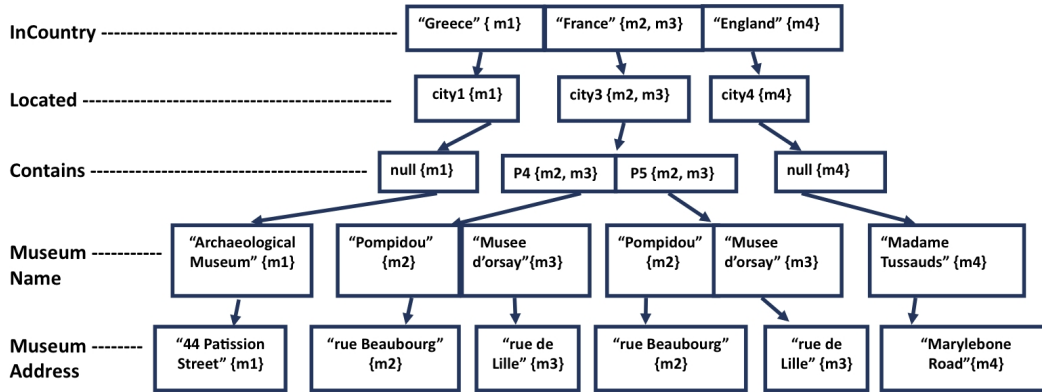 InCountry ---------- “Greece” { m1} “France” {m2, m3} “England” {m4}
Located ---------- city1 {m1} city3 {m2, m3} city4 {m4}
Contains ---------- null {m1} P4 {m2, m3} P5 {m2, m3} null {m4}
Museum ---------- “Archaeological “Pompidou” “Musee “Pompidou” “Musee “Madame
Name Museum” {m1} {m2} d’orsay”{m3} {m2} d’orsay”{m3} Tussauds” {m4}
Museum -------- “44 Patission “rue Beaubourg” “rue de “rue Beaubourg” “rue de “Marylebone
Address Street” {m1} {m2} Lille” {m3} {m2} Lille” {m3} Road”{m4}